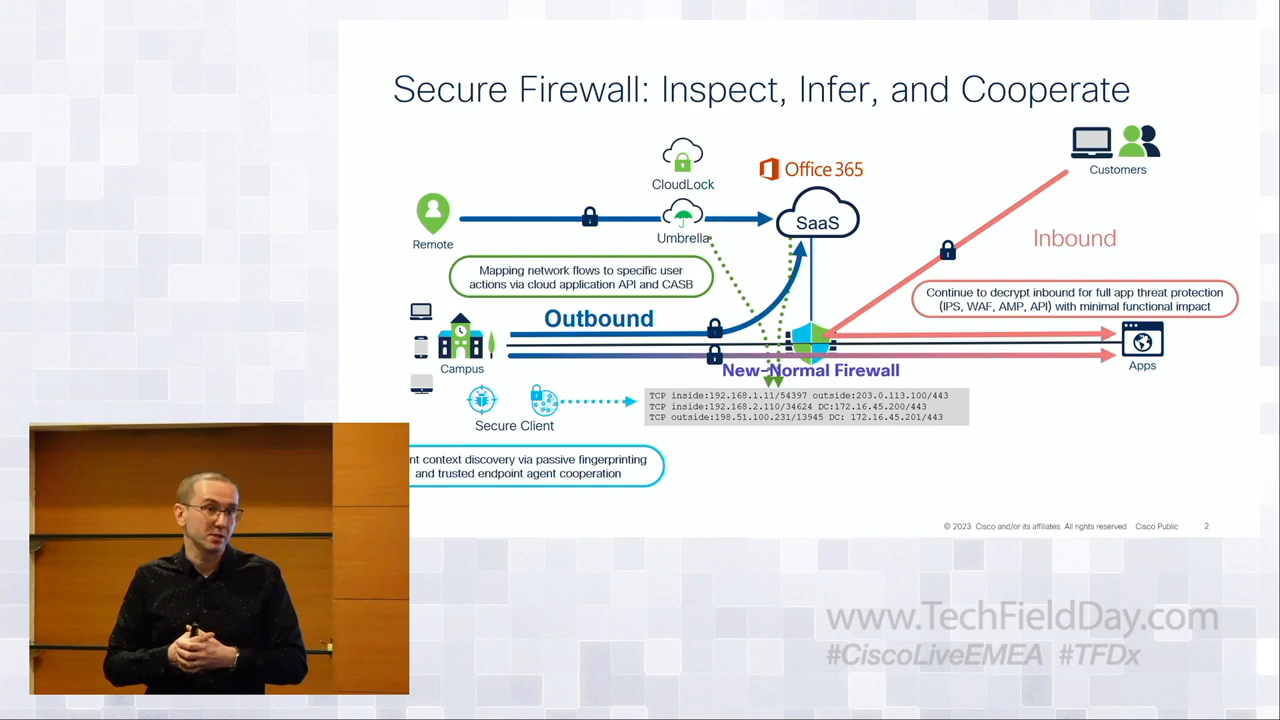 Secure Firewall: Inspect, Infer, and Cooperate
Office 365
CloudLock
Customers
SaaS
Remote
Umbrella
Inbound
Mapping network flows to specific user
actions via cloud application API and CASB
Continue to decrypt inbound for full app threat protection
(IPS, WAF, AMP, API) with minimal functional impact
Outbound
Campus
New-Normal Firewall
Apps
TCP inside:192.168.1.11/54397 outside:203.0.113.100/443
TCP inside:192.168.2.110/34624 DC:172.16.45.200/443
TCP outside:198.51.100.231/13945 DC: 172.16.45.201/443
Secure Client
context discovery via passive fingerprinting
and trusted endpoint agent cooperation
© 2023 Cisco and/or its affiliates. All rights reserved. Cisco Public 2
www.TechFieldDay.com
#CiscoLiveEMEA #TFDx